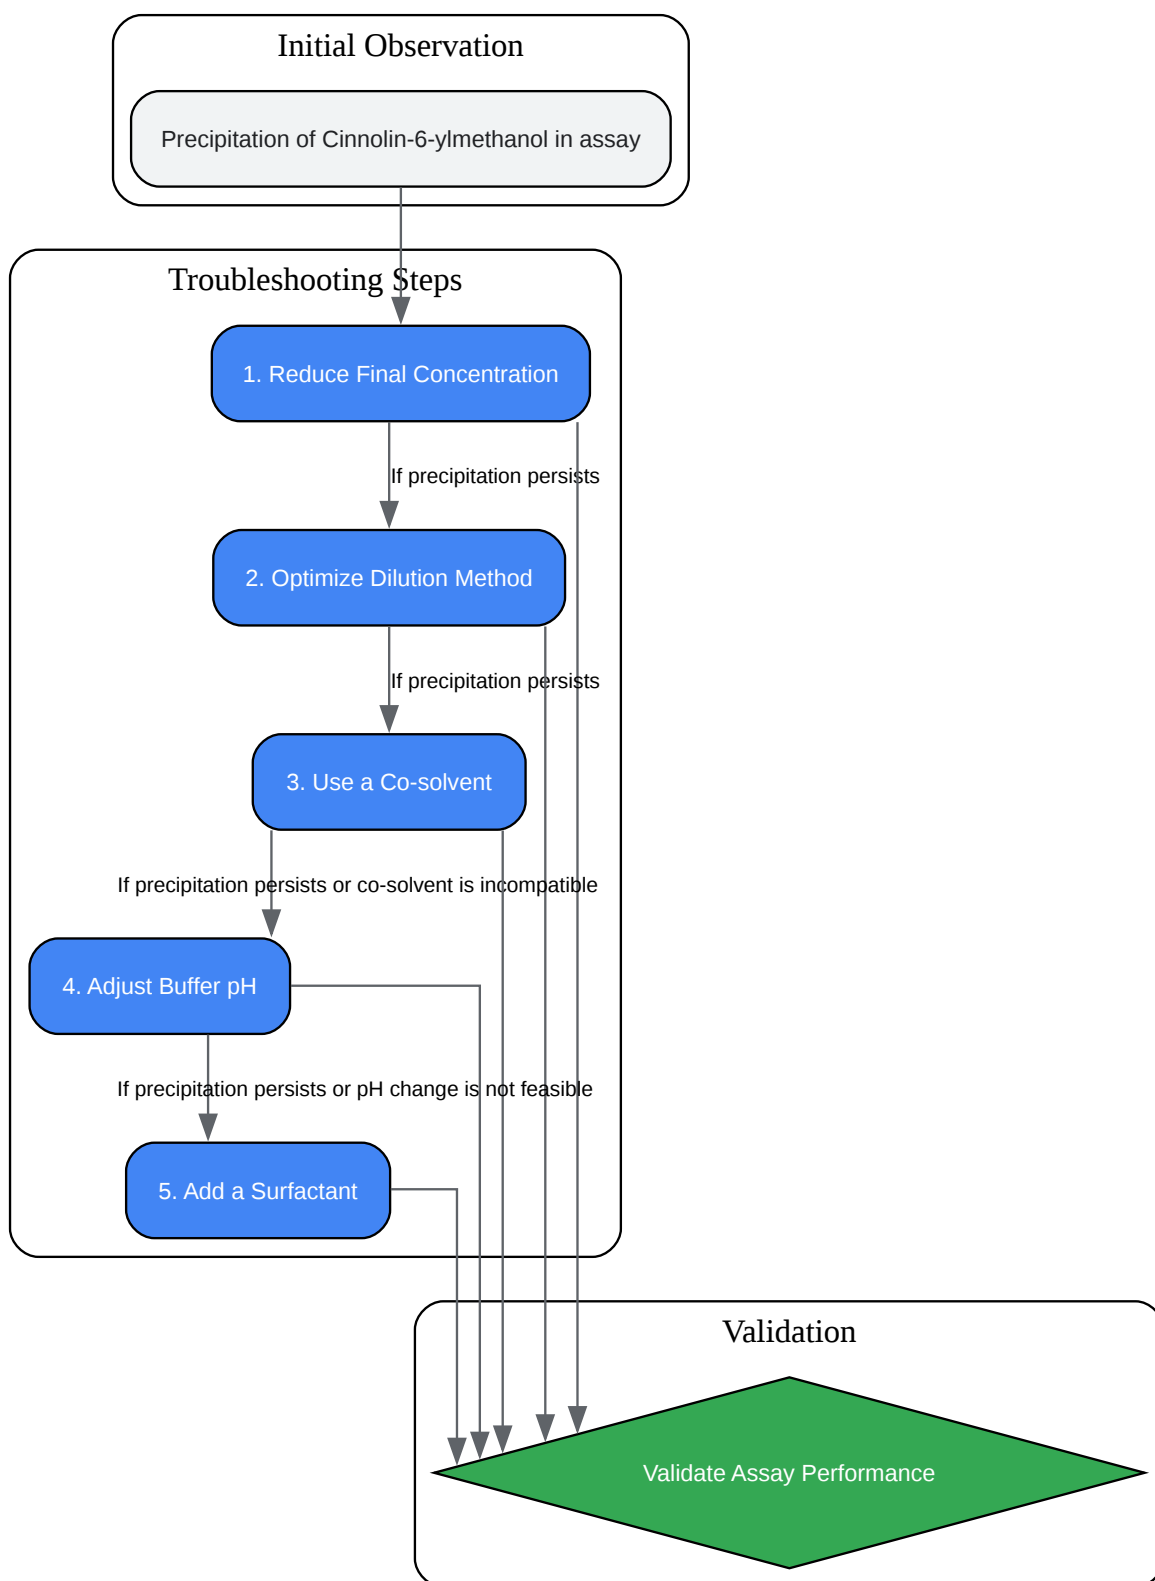 Initial Observation
Precipitation of Cinnolin-6-ylmethanol in assay
Troubleshooting Steps
1. Reduce Final Concentration
If precipitation persists
2. Optimize Dilution Method
If precipitation persists
3. Use a Co-solvent
If precipitation persists or co-solvent is incompatible
4. Adjust Buffer pH
If precipitation persists or pH change is not feasible
5. Add a Surfactant
Validation
Validate Assay Performance